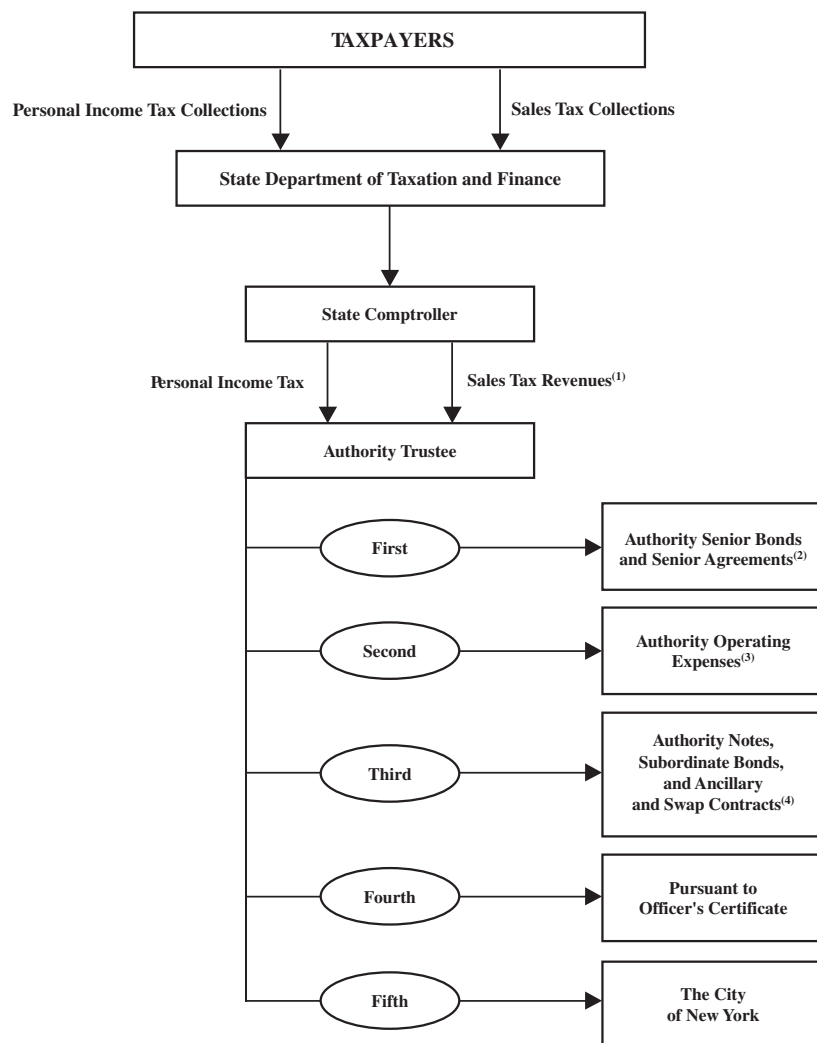 TAXPAYERS
Personal Income Tax Collections
Sales Tax Collections
State Department of Taxation and Finance
State Comptroller
Personal Income Tax
Sales Tax Revenues(1)
Authority Trustee
First
Authority Senior Bonds
and Senior Agreements(2)
Second
Authority Operating
Expenses(3)
Third
Authority Notes,
Subordinate Bonds,
and Ancillary
and Swap Contracts(4)
Fourth
Pursuant to
Officer's Certificate
Fifth
The City
of New York